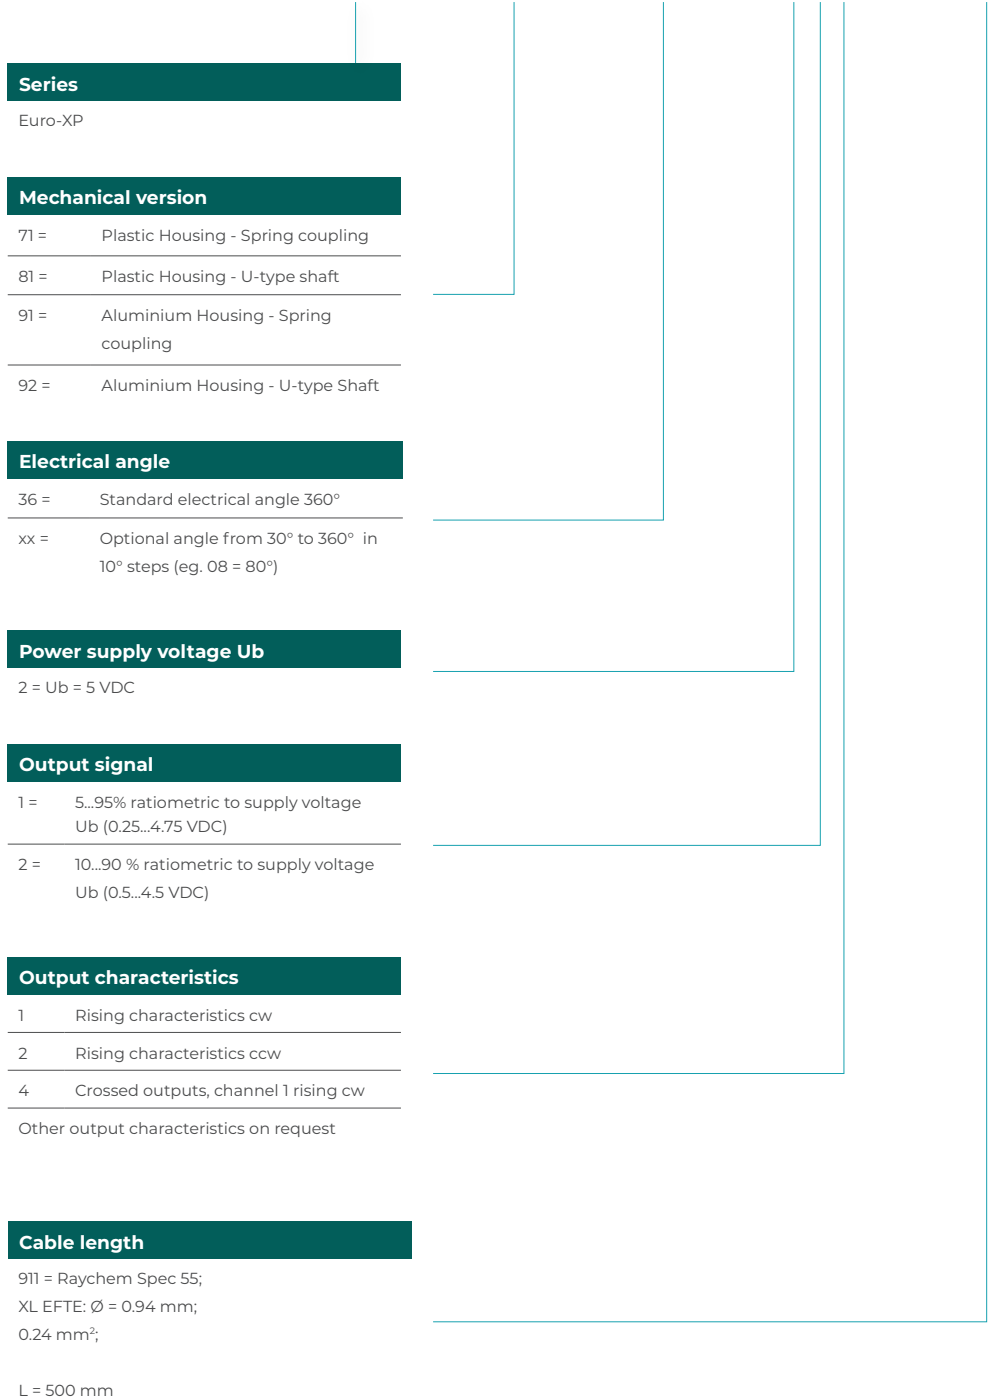 Series
Euro-XP
Mechanical version
71 = Plastic Housing - Spring coupling
81 = Plastic Housing - U-type shaft
91 = Aluminium Housing - Spring
coupling
92 = Aluminium Housing - U-type Shaft
Electrical angle
36 = Standard electrical angle 360°
xx = Optional angle from 30° to 360° in
10° steps (eg. 08 = 80°)
Power supply voltage Ub
2 = Ub = 5 VDC
Output signal
1 = 5...95% ratiometric to supply voltage
Ub (0.25...4.75 VDC)
2 = 10...90 % ratiometric to supply voltage
Ub (0.5...4.5 VDC)
Output characteristics
1 Rising characteristics cw
2 Rising characteristics ccw
4 Crossed outputs, channel 1 rising cw
Other output characteristics on request
Cable length
911 = Raychem Spec 55;
XL EFTE: Ø = 0.94 mm;
0.24 mm²;
L = 500 mm